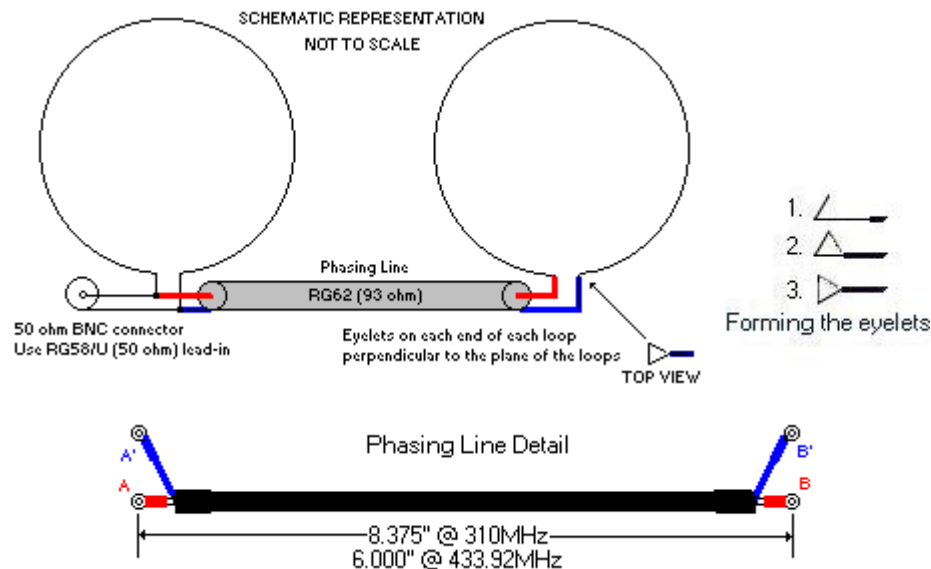 SCHEMATIC REPRESENTATION
NOT TO SCALE
Phasing Line
RG62 (93 ohm)
50 ohm BNC connector
Use RG58/U (50 ohm) lead-in
Eyelets on each end of each loop
perpendicular to the plane of the loops
TOP VIEW
1.
2.
3.
Forming the eyelets
Phasing Line Detail
A'
A
B'
B
8.375" @ 310MHz
6.000" @ 433.92MHz